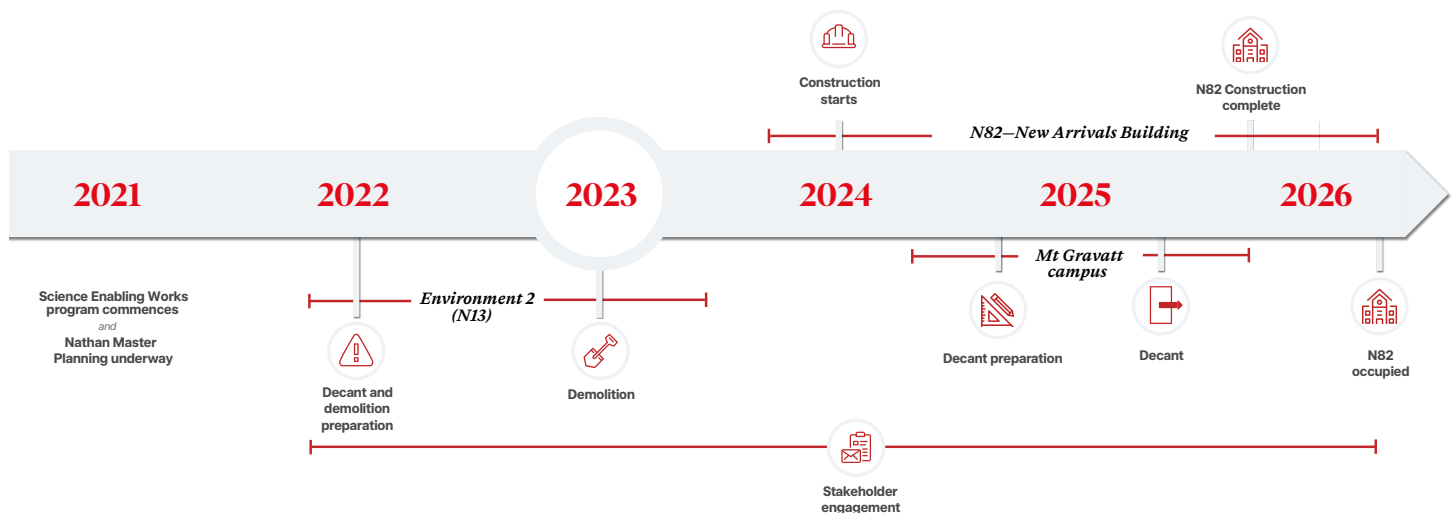 Construction
starts
N82 Construction
complete
N82—New Arrivals Building
2021
2022
2023
2024
2025
2026
Science Enabling Works
program commences
and
Nathan Master
Planning underway
Environment 2
(N13)
Decant and
demolition
preparation
Demolition
Mt Gravatt
campus
Decant preparation
Decant
N82
occupied
Stakeholder
engagement